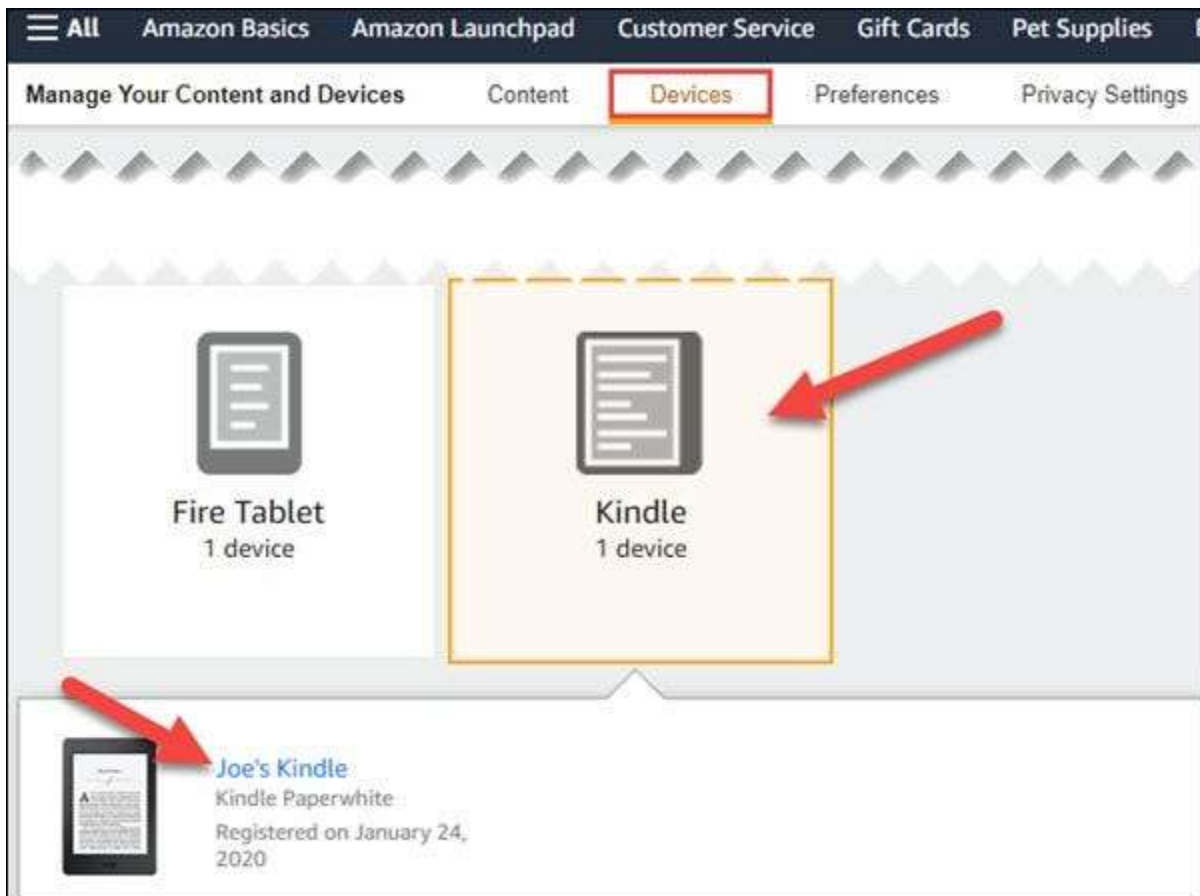 All Amazon Basics Amazon Launchpad Customer Service Gift Cards Pet Supplies
Manage Your Content and Devices Content Devices Preferences Privacy Settings
Fire Tablet
1 device
Kindle
1 device
Joe's Kindle
Kindle Paperwhite
Registered on January 24,
2020